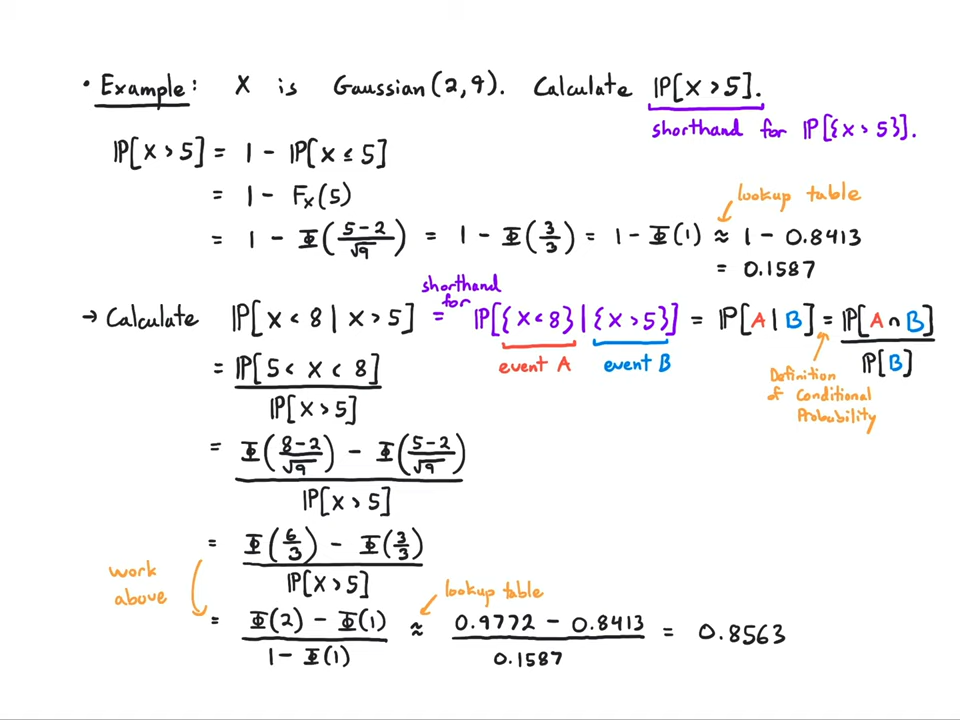 • Example: X is Gaussian(2,9). Calculate ℙ[X > 5].
shorthand for ℙ[{X > 5}].
ℙ[X > 5] = 1 - ℙ[X ≤ 5]
= 1 - F_X(5)
lookup table
= 1 - Φ((5-2)/√9) = 1 - Φ(3/3) = 1 - Φ(1) ≈ 1 - 0.8413
= 0.1587
shorthand for
→ Calculate ℙ[X < 8 | X > 5] = ℙ[{X < 8} | {X > 5}] = ℙ[A | B] = ℙ[A ∩ B] / ℙ[B]
event A event B
Definition
of Conditional
Probability
= ℙ[5 < X < 8] / ℙ[X > 5]
= (Φ((8-2)/√9) - Φ((5-2)/√9)) / ℙ[X > 5]
= (Φ(6/3) - Φ(3/3)) / ℙ[X > 5]
work
above
lookup table
= (Φ(2) - Φ(1)) / (1 - Φ(1)) ≈ (0.9772 - 0.8413) / 0.1587 = 0.8563